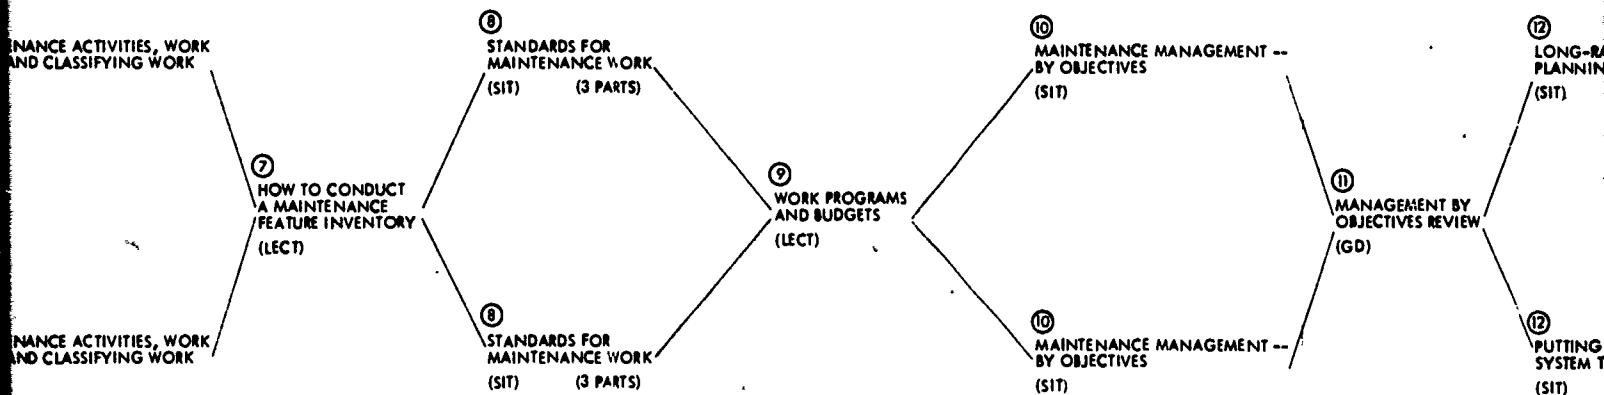 NANCE ACTIVITIES, WORK
AND CLASSIFYING WORK
NANCE ACTIVITIES, WORK
AND CLASSIFYING WORK
7
HOW TO CONDUCT
A MAINTENANCE
FEATURE INVENTORY
(LECT)
8
STANDARDS FOR
MAINTENANCE WORK
(SIT) (3 PARTS)
8
STANDARDS FOR
MAINTENANCE WORK
(SIT) (3 PARTS)
9
WORK PROGRAMS
AND BUDGETS
(LECT)
10
MAINTENANCE MANAGEMENT --
BY OBJECTIVES
(SIT)
10
MAINTENANCE MANAGEMENT --
BY OBJECTIVES
(SIT)
11
MANAGEMENT BY
OBJECTIVES REVIEW
(GD)
12
LONG-RA
PLANNIN
(SIT)
12
PUTTING
SYSTEM T
(SIT)